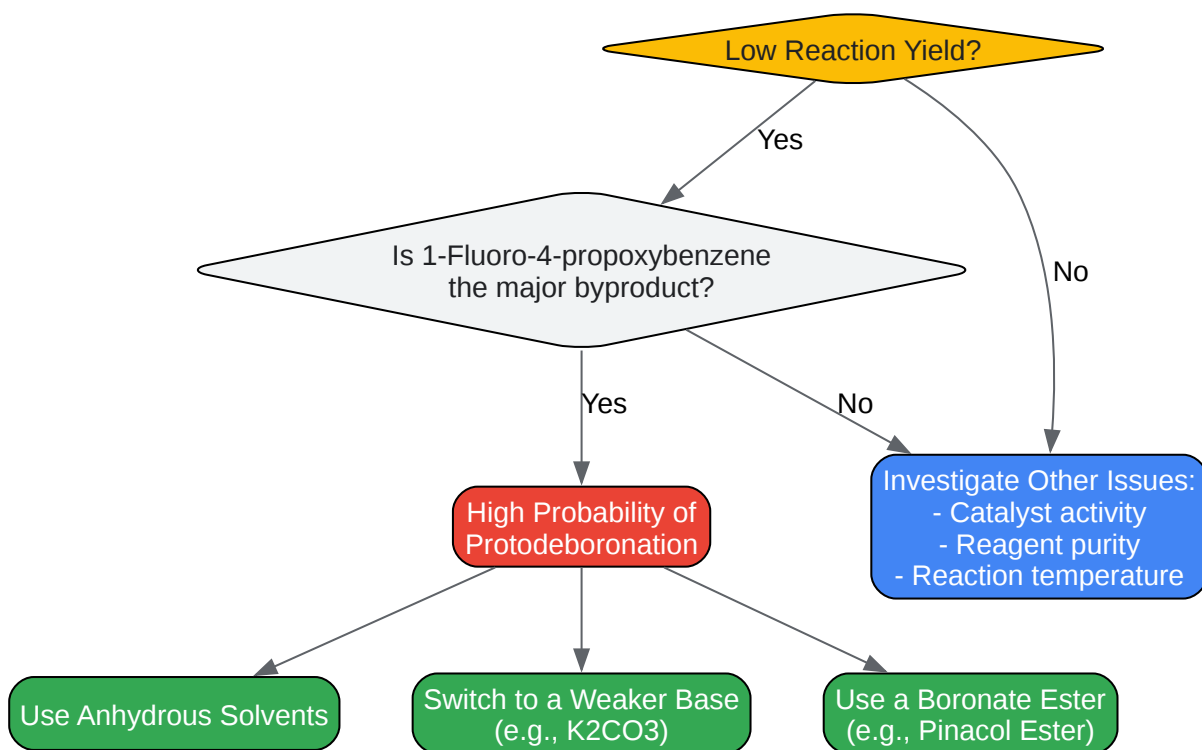 Low Reaction Yield?
Yes
Is 1-Fluoro-4-propoxybenzene
the major byproduct?
No
Yes
No
High Probability of
Protodeboronation
Investigate Other Issues:
- Catalyst activity
- Reagent purity
- Reaction temperature
Use Anhydrous Solvents
Switch to a Weaker Base
(e.g., K2CO3)
Use a Boronate Ester
(e.g., Pinacol Ester)